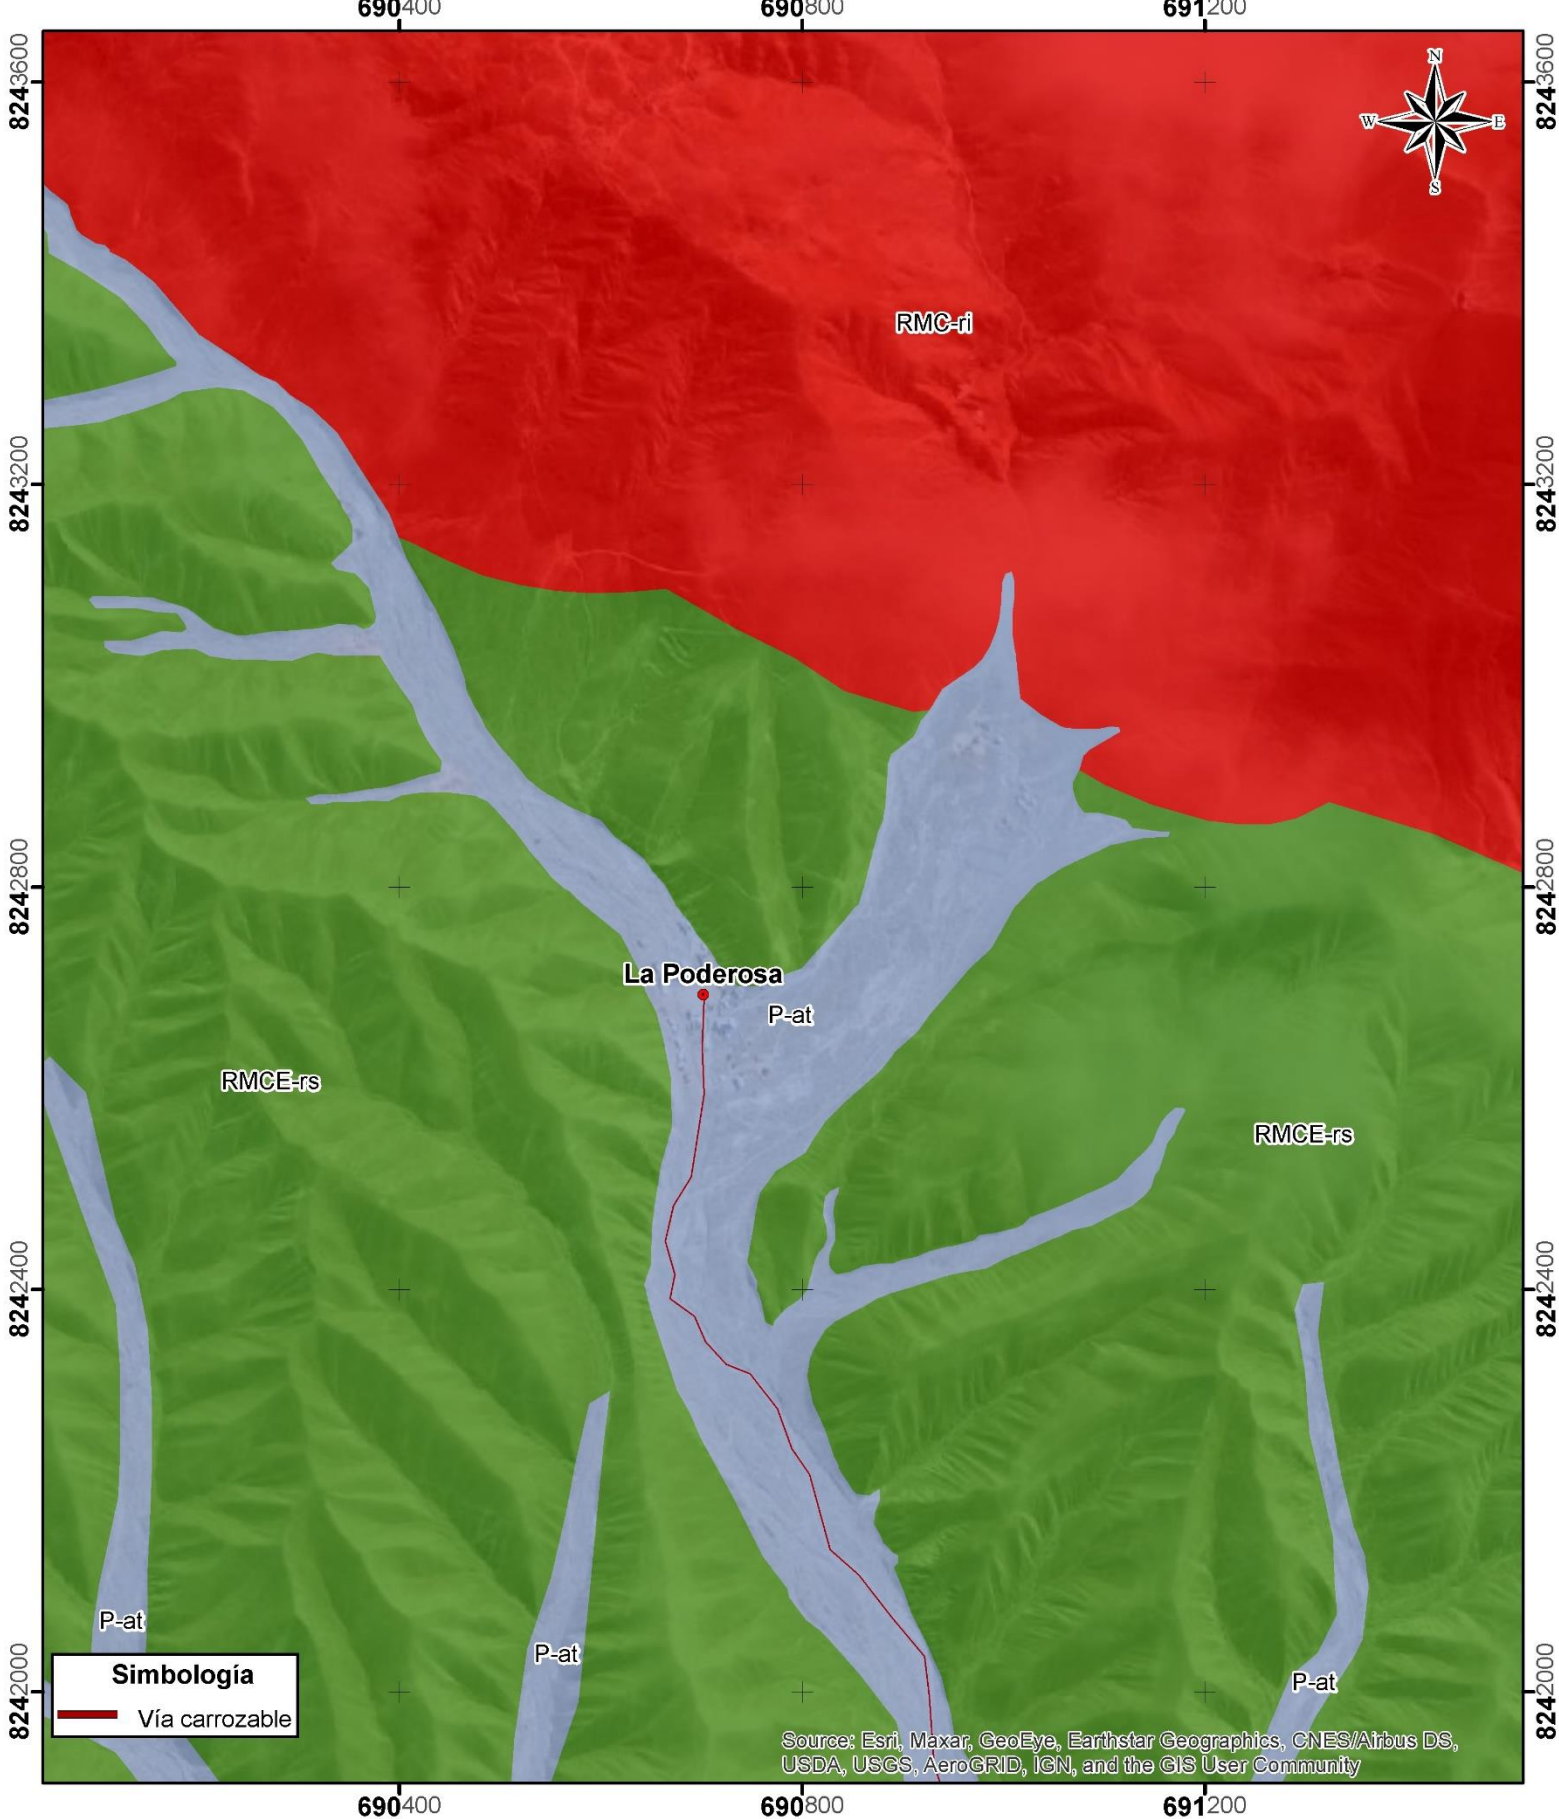 690400
690800
691200
8243600
8243600
N
W
E
S
RMC-ri
8243200
8243200
8242800
8242800
La Poderosa
P-at
RMCE-rs
RMCE-rs
8242400
8242400
P-at
P-at
P-at
Simbología
Vía carrozable
8242000
8242000
Source: Esri, Maxar, GeoEye, Earthstar Geographics, CNES/Airbus DS,
USDA, USGS, AeroGRID, IGN, and the GIS User Community
690400
690800
691200